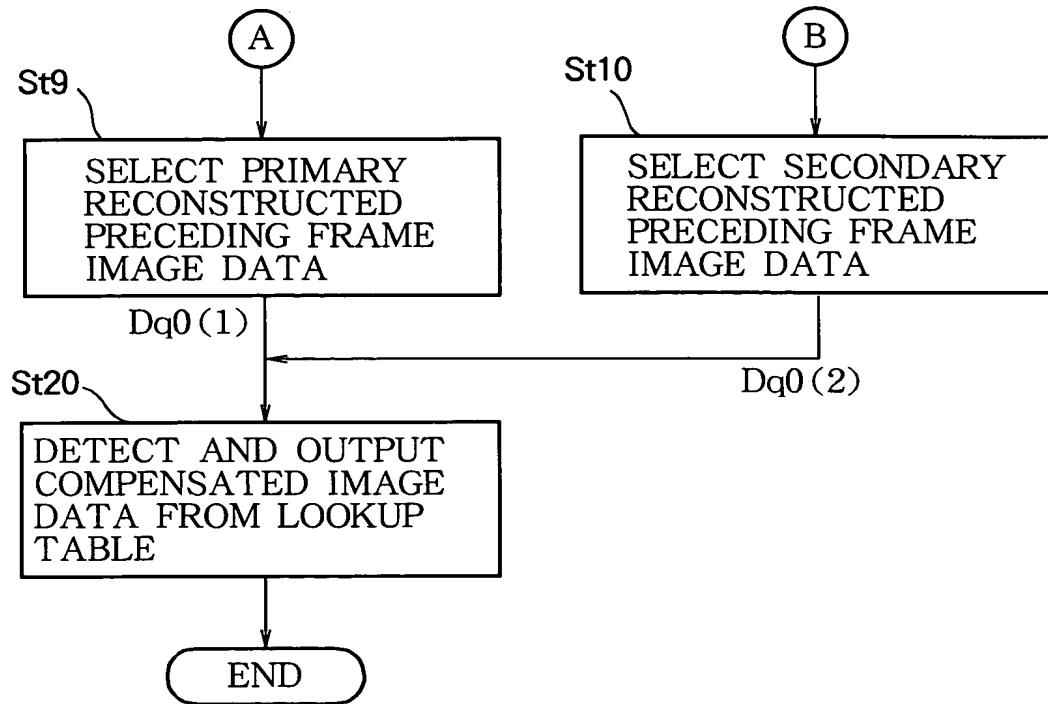 A
B
St9
St10
SELECT PRIMARY
RECONSTRUCTED
PRECEDING FRAME
IMAGE DATA
SELECT SECONDARY
RECONSTRUCTED
PRECEDING FRAME
IMAGE DATA
Dq0(1)
Dq0(2)
St20
DETECT AND OUTPUT
COMPENSATED IMAGE
DATA FROM LOOKUP
TABLE
END